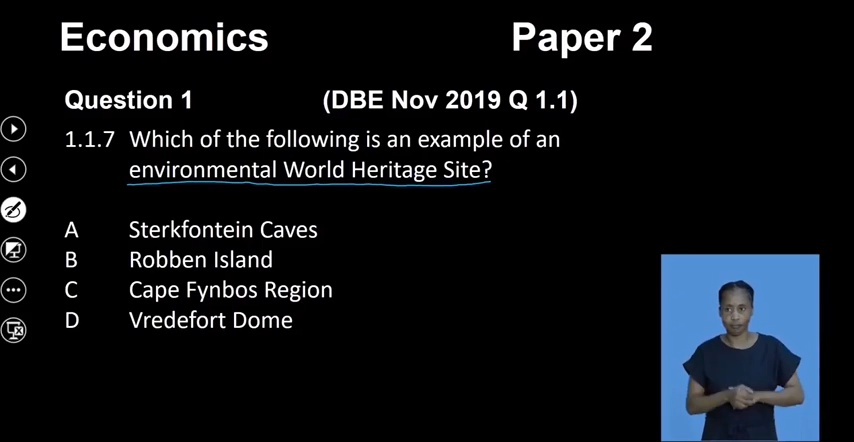 Economics Paper 2
Question 1 (DBE Nov 2019 Q 1.1)
1.1.7 Which of the following is an example of an
environmental World Heritage Site?
A Sterkfontein Caves
B Robben Island
C Cape Fynbos Region
D Vredefort Dome